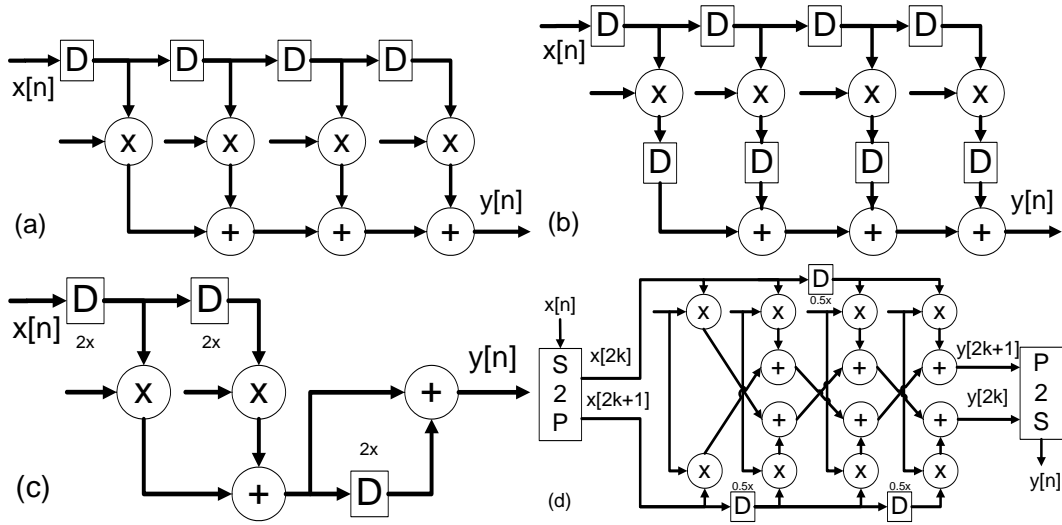 D D D D
x[n]
x x x x
y[n]
(a) + + +
D D D D
x[n]
x x x x
D D D D
y[n]
(b) + + +
D D
x[n] 2x 2x
y[n]
x x +
2x
(c) + D
D
x[n] 0.5x
x x x x
x[2k]
S 2 P
+ + + y[2k+1]
P 2 S
x[2k+1]
+ + + y[2k]
x x x x
y[n]
0.5x 0.5x
(d) D D